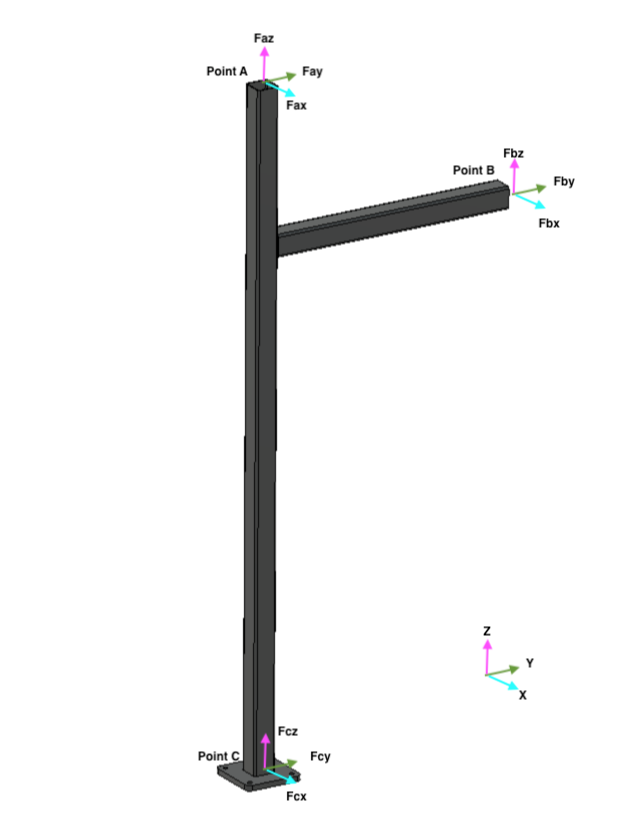 Faz
Point A
Fay
Fax
Fbz
Point B
Fby
Fbx
Z
Y
X
Fcz
Point C
Fcy
Fcx